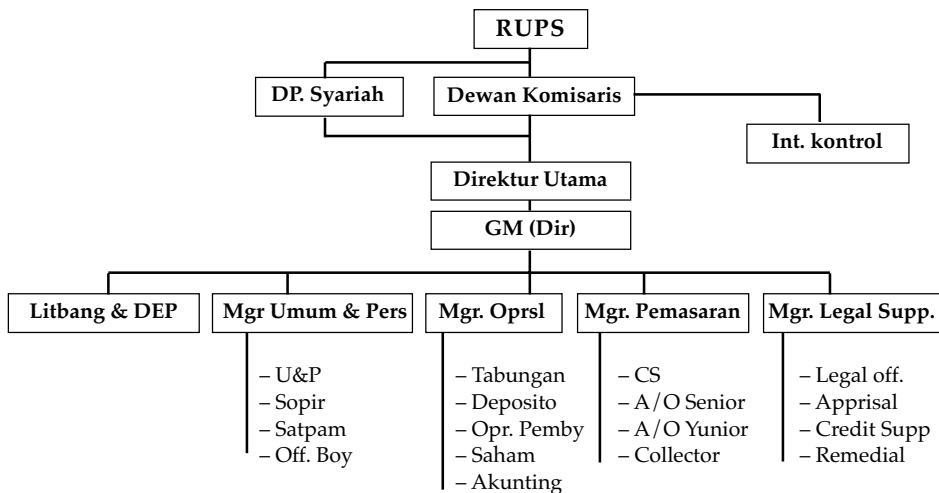 RUPS
DP. Syariah
Dewan Komisaris
Int. kontrol
Direktur Utama
GM (Dir)
Litbang & DEP
Mgr Umum & Pers
Mgr. Oprsl
Mgr. Pemasaran
Mgr. Legal Supp.
– U&P
– Sopir
– Satpam
– Off. Boy
– Tabungan
– Deposito
– Opr. Pemby
– Saham
– Akunting
– CS
– A/O Senior
– A/O Yunior
– Collector
– Legal off.
– Apprisal
– Credit Supp
– Remedial